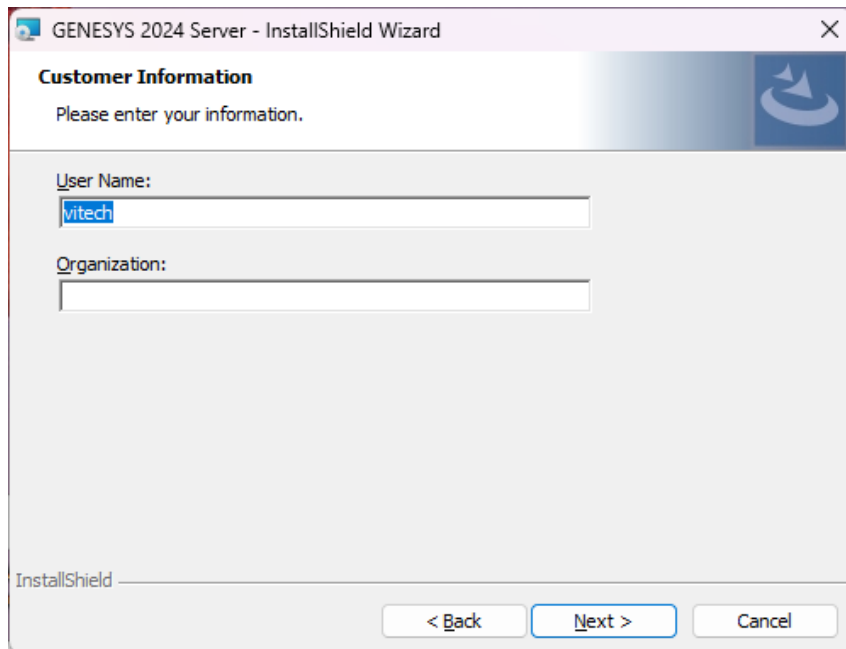 GENESYS 2024 Server - InstallShield Wizard
Customer Information
Please enter your information.
User Name:
vitech
Organization:
InstallShield
< Back
Next >
Cancel